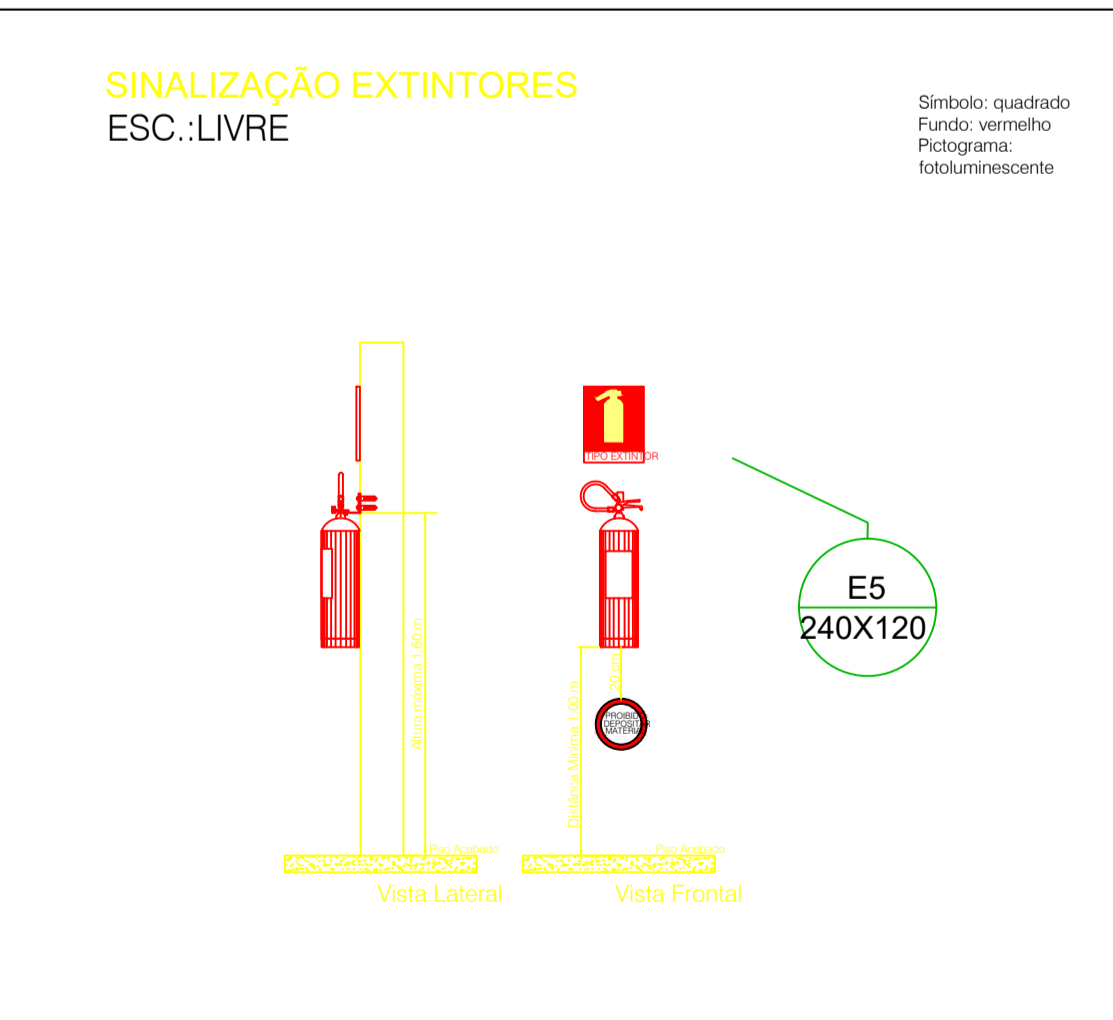 SINALIZAÇÃO EXTINTORES
ESC.:LIVRE
Símbolo: quadrado
Fundo: vermelho
Pictograma:
fotoluminescente
TIPO EXTINTOR
E5
240X120
Altura máxima 1,60 m
20 cm
Distância Mínima 1.00 m
PROIBIDO
DEPOSITAR
MATERIAL
Piso Acabado
Piso Acabado
Vista Lateral
Vista Frontal